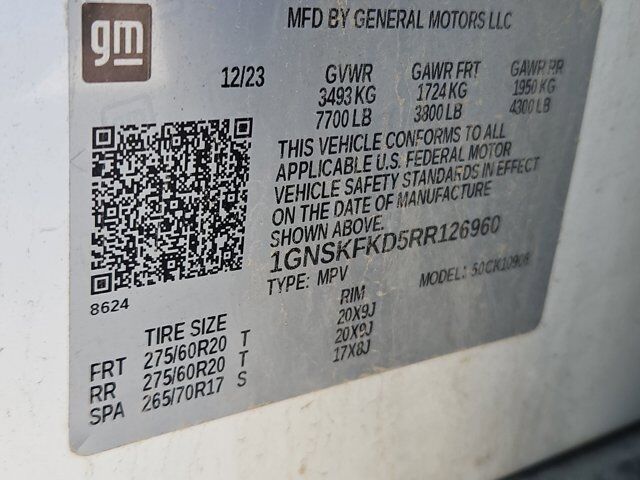 gm
MFD BY GENERAL MOTORS LLC
12/23 GVWR GAWR FRT GAWR RR
3493 KG 1724 KG 1950 KG
7700 LB 3800 LB 4300 LB
THIS VEHICLE CONFORMS TO ALL
APPLICABLE U.S. FEDERAL MOTOR
VEHICLE SAFETY STANDARDS IN EFFECT
ON THE DATE OF MANUFACTURE
SHOWN ABOVE.
1GNSKFKD5RR126960
TYPE: MPV MODEL:
8624
TIRE SIZE RIM
FRT 275/60R20 T 20X9J
RR 275/60R20 T 20X9J
SPA 265/70R17 S 17X8J